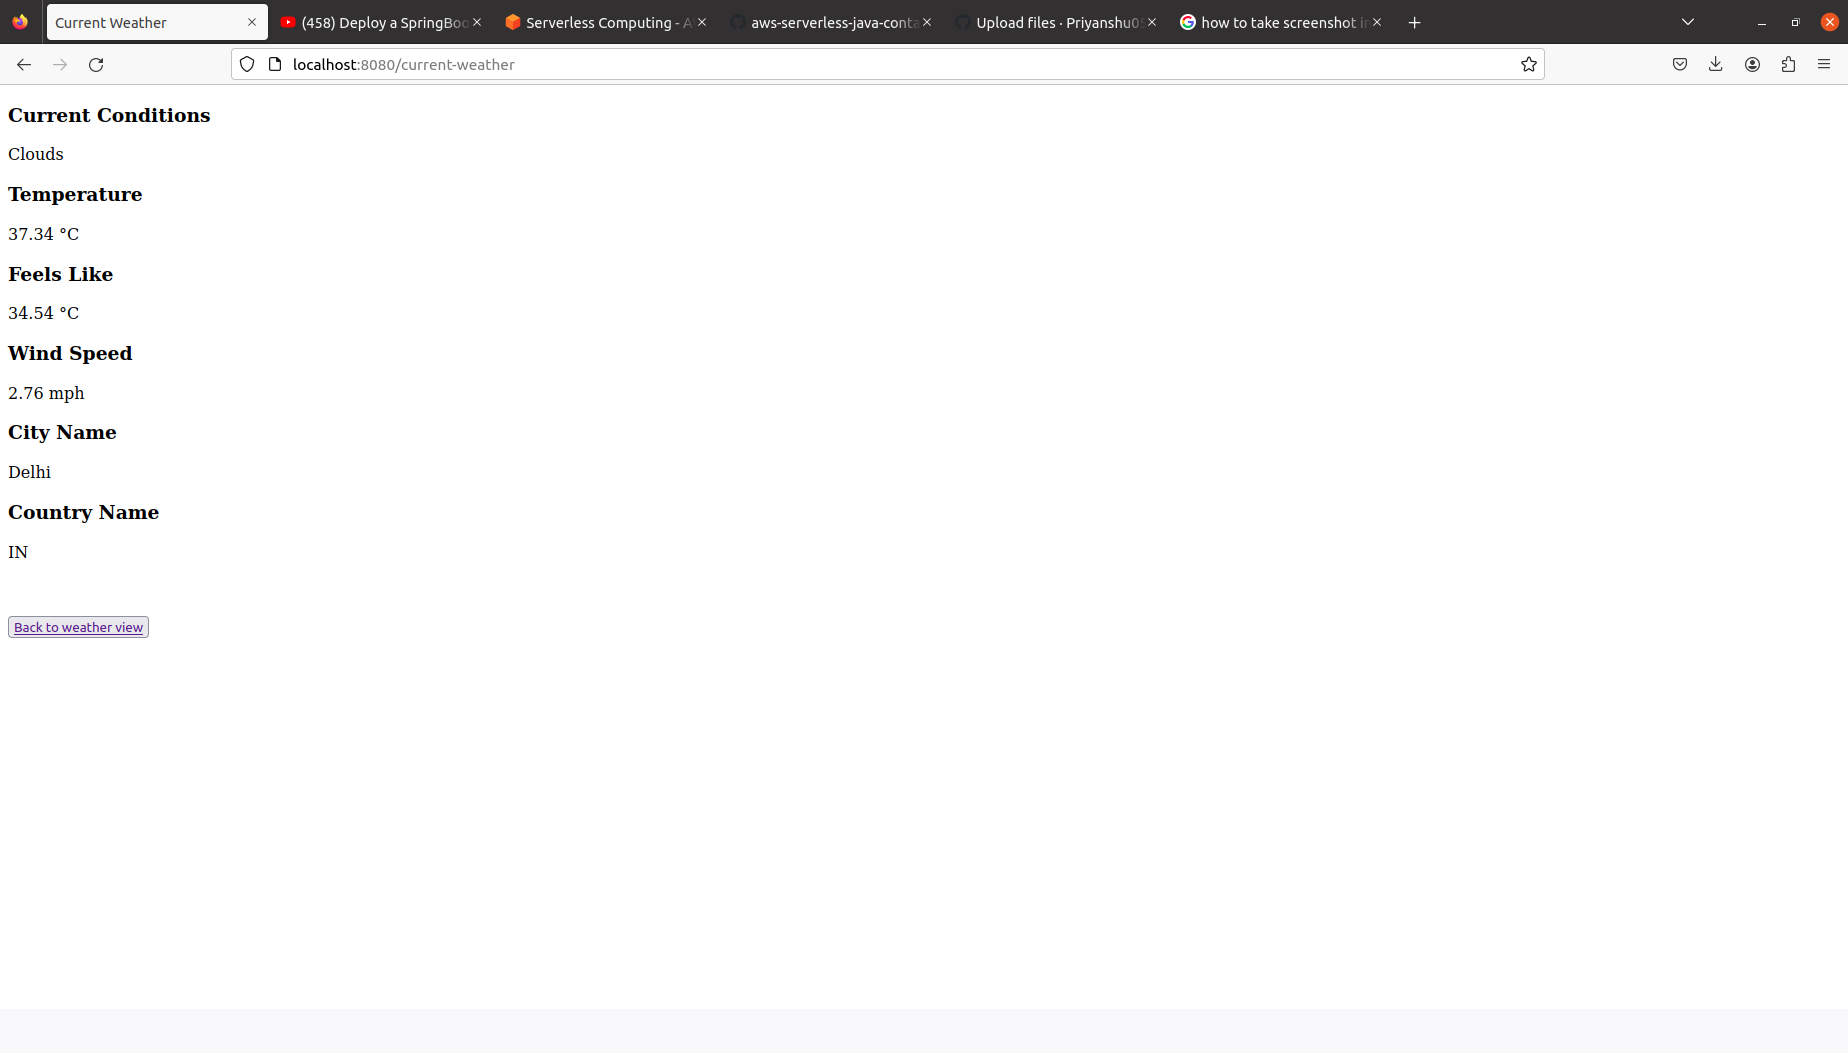 Current Weather
(458) Deploy a SpringBoo
Serverless Computing - A
aws-serverless-java-conta
Upload files · Priyanshu05
how to take screenshot in
localhost:8080/current-weather
Current Conditions
Clouds
Temperature
37.34 °C
Feels Like
34.54 °C
Wind Speed
2.76 mph
City Name
Delhi
Country Name
IN
Back to weather view